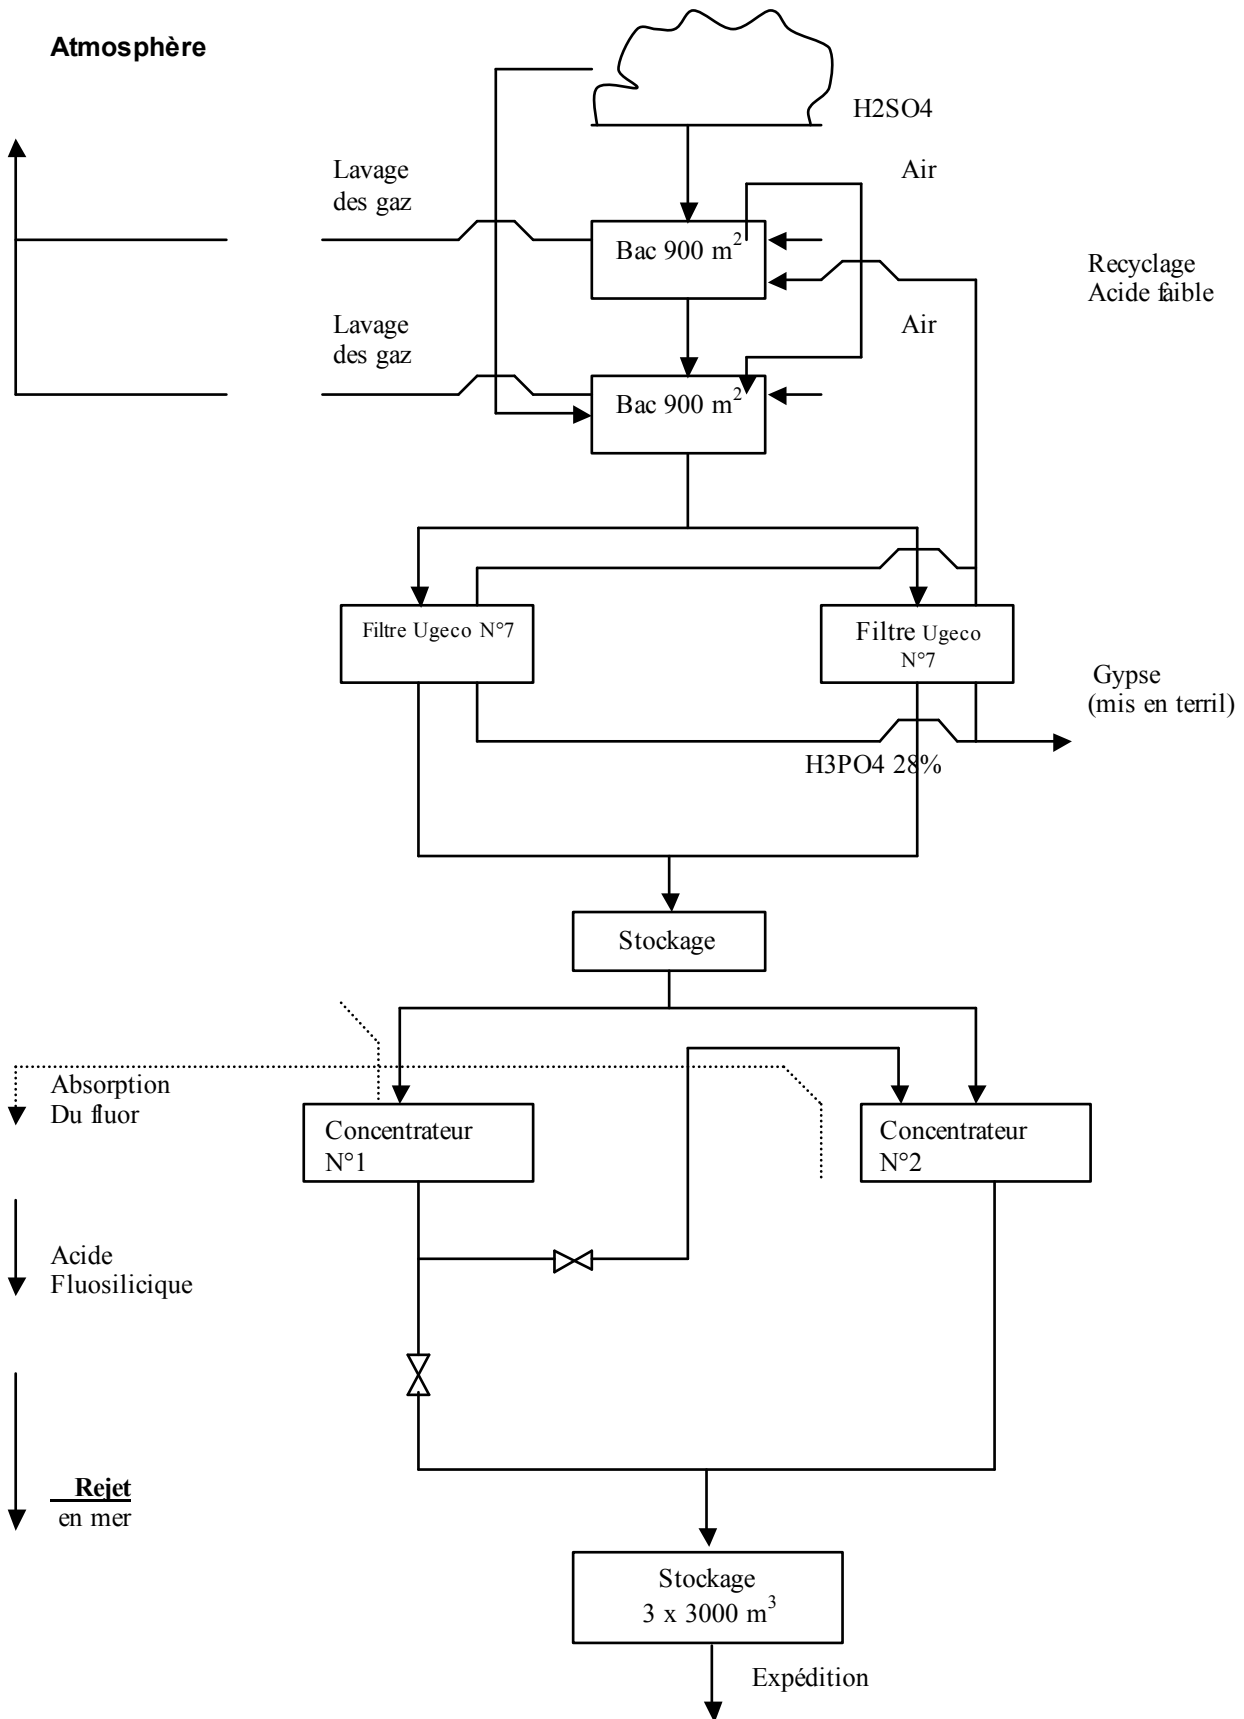 Atmosphère
H2SO4
Lavage
des gaz
Air
Bac 900 m²
Recyclage
Acide faible
Lavage
des gaz
Air
Bac 900 m²
Filtre Ugeco N°7
Filtre Ugeco
N°7
Gypse
(mis en terril)
H3PO4 28%
Stockage
Absorption
Du fluor
Concentrateur
N°1
Concentrateur
N°2
Acide
Fluosilicique
Rejet
en mer
Stockage
3 x 3000 m³
Expédition